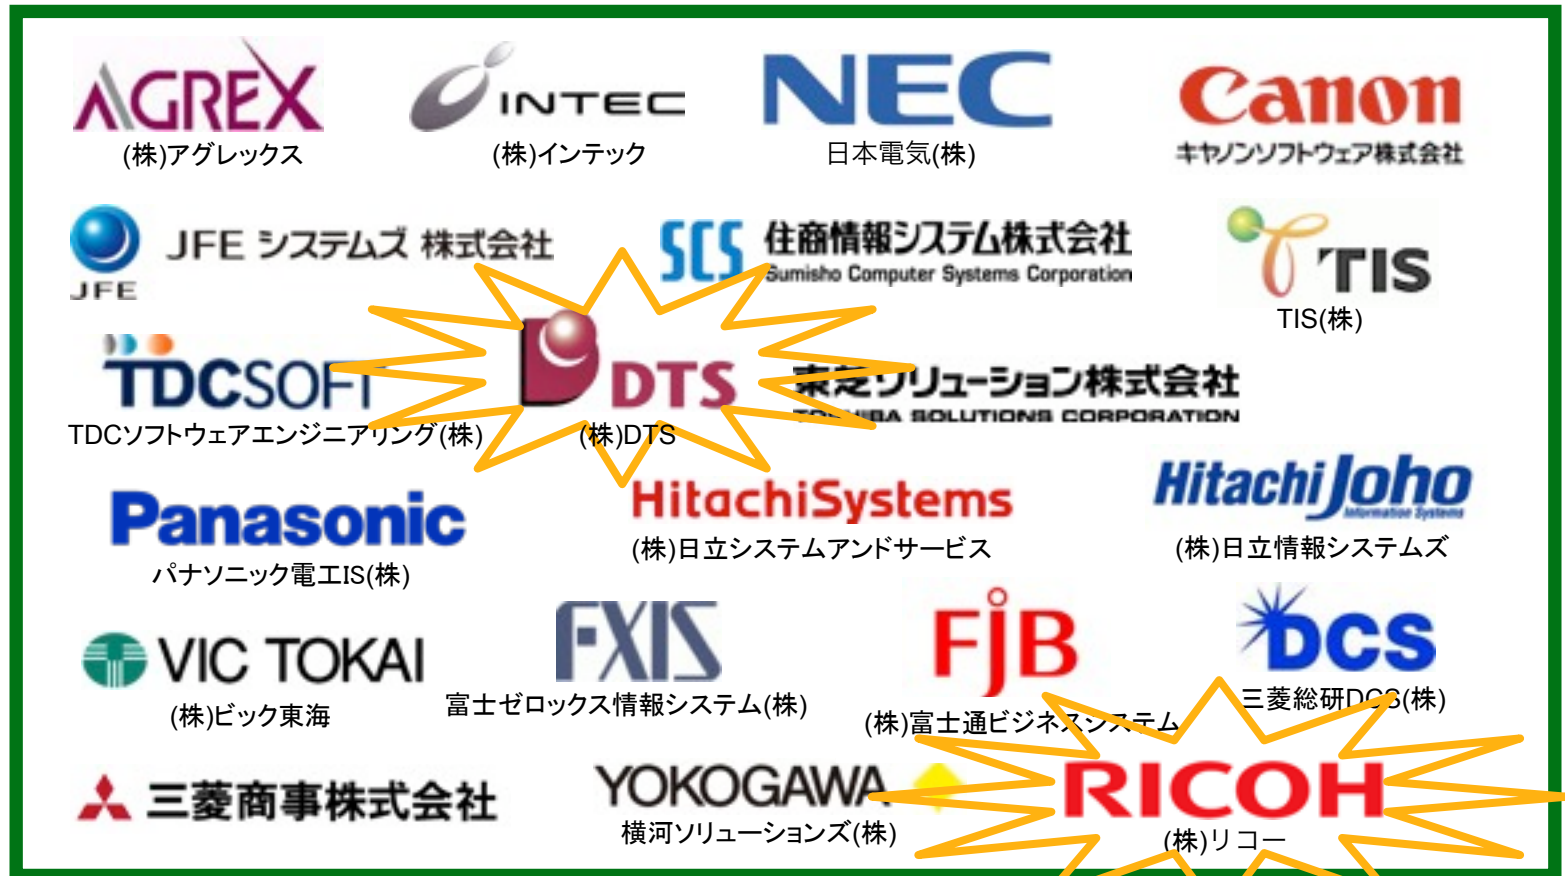 AGREX
(株)アグレックス
INTEC
(株)インテック
NEC
日本電気(株)
Canon
キヤノンソフトウェア株式会社
JFE
JFE システムズ 株式会社
SCS
住商情報システム株式会社
Sumisho Computer Systems Corporation
TIS
TIS(株)
TDCSOFT
TDCソフトウェアエンジニアリング(株)
DTS
(株)DTS
東芝ソリューション株式会社
TOSHIBA SOLUTIONS CORPORATION
Panasonic
パナソニック電工IS(株)
HitachiSystems
(株)日立システムアンドサービス
Hitachi Joho
Information Systems
(株)日立情報システムズ
VIC TOKAI
(株)ビック東海
FXIS
富士ゼロックス情報システム(株)
FJB
(株)富士通ビジネスシステム
DCS
三菱総研DCS(株)
三菱商事株式会社
YOKOGAWA
横河ソリューションズ(株)
RICOH
(株)リコー